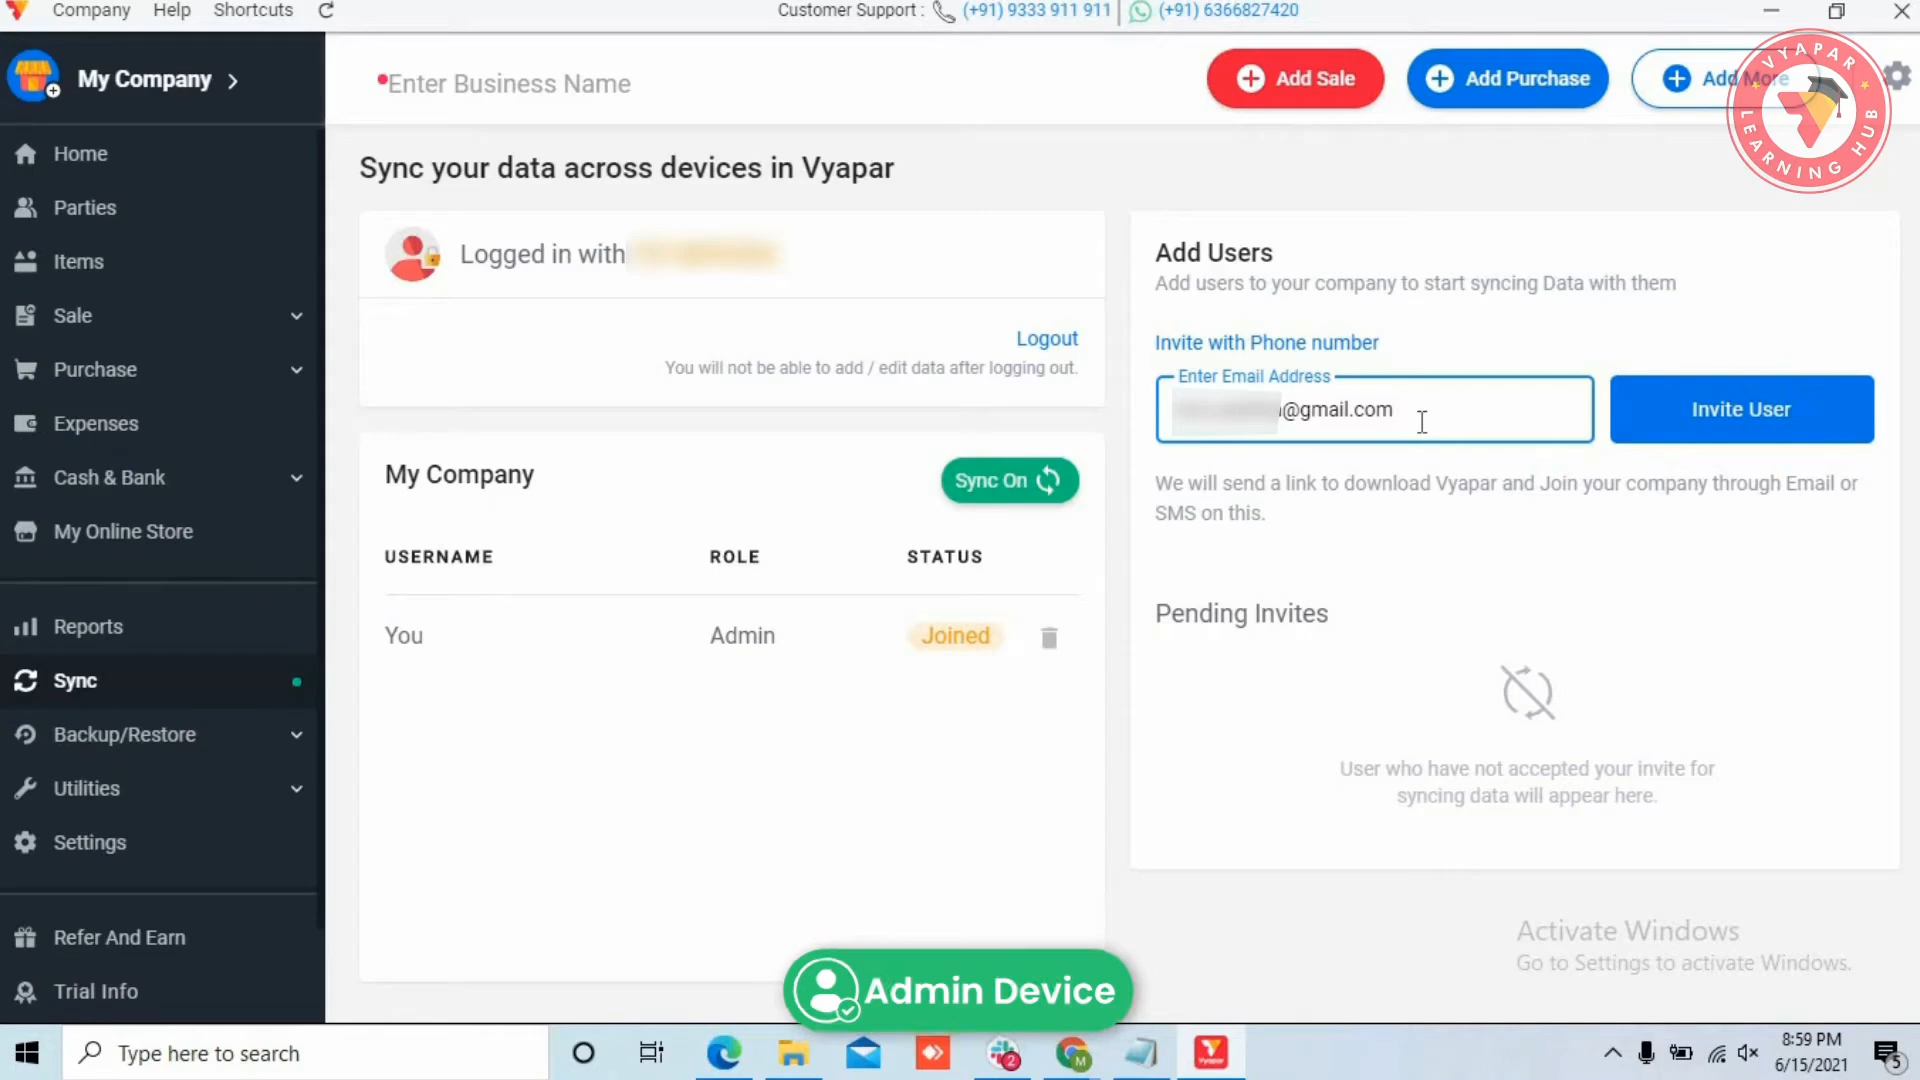 Company Help Shortcuts
Customer Support : (+91) 9333 911 911 (+91) 6366827420
My Company
Enter Business Name
Add Sale
Add Purchase
Add More
VYAPAR
LEARNING HUB
Home
Parties
Items
Sale
Purchase
Expenses
Cash & Bank
My Online Store
Reports
Sync
Backup/Restore
Utilities
Settings
Refer And Earn
Trial Info
Sync your data across devices in Vyapar
Logged in with
Logout
You will not be able to add / edit data after logging out.
My Company
Sync On
USERNAME ROLE STATUS
You Admin Joined
Add Users
Add users to your company to start syncing Data with them
Invite with Phone number
Enter Email Address
@gmail.com
Invite User
We will send a link to download Vyapar and Join your company through Email or
SMS on this.
Pending Invites
User who have not accepted your invite for
syncing data will appear here.
Activate Windows
Go to Settings to activate Windows.
Admin Device
Type here to search
2
M
Vyapar
8:59 PM
6/15/2021
5